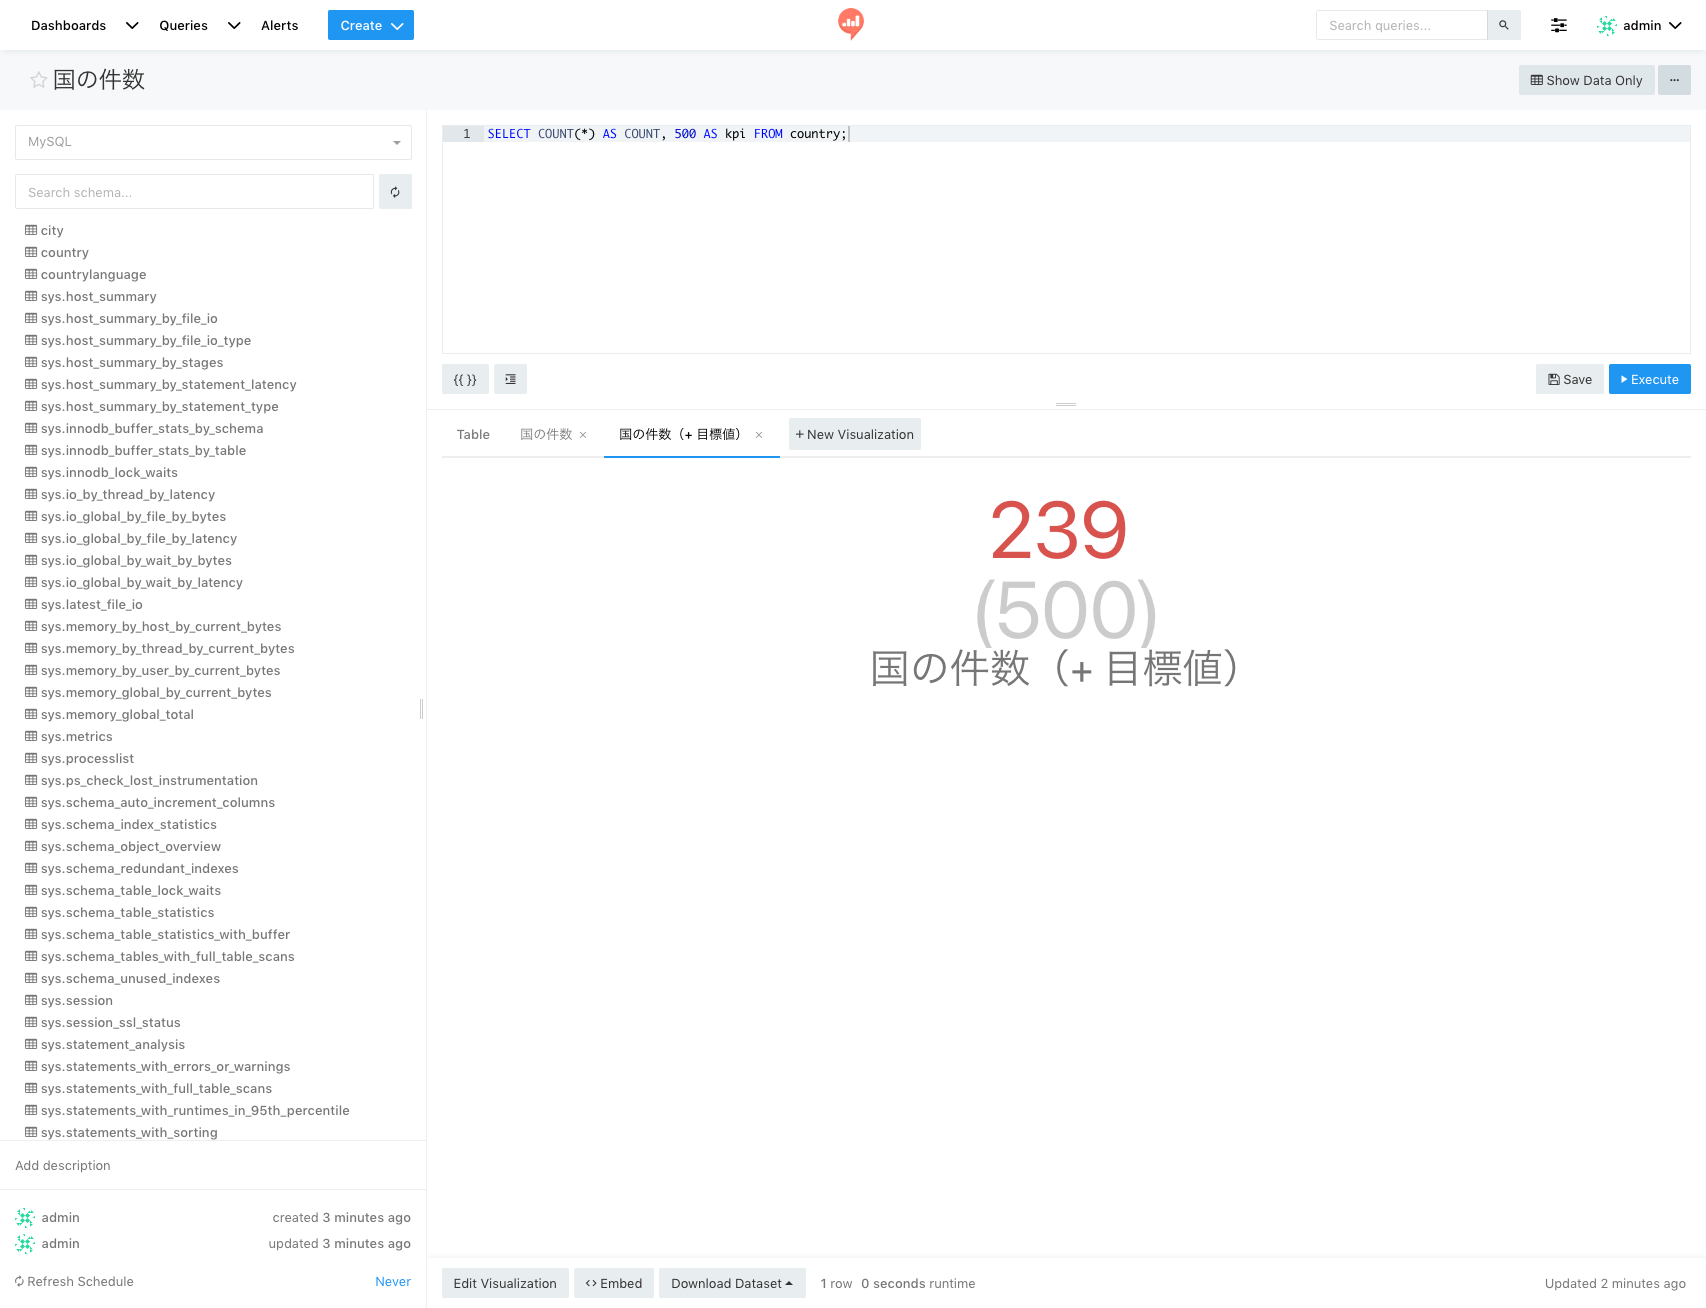 Dashboards Queries Alerts Create Search queries... admin
国の件数 Show Data Only ...
MySQL
Search schema...
city
country
countrylanguage
sys.host_summary
sys.host_summary_by_file_io
sys.host_summary_by_file_io_type
sys.host_summary_by_stages
sys.host_summary_by_statement_latency
sys.host_summary_by_statement_type
sys.innodb_buffer_stats_by_schema
sys.innodb_buffer_stats_by_table
sys.innodb_lock_waits
sys.io_by_thread_by_latency
sys.io_global_by_file_by_bytes
sys.io_global_by_file_by_latency
sys.io_global_by_wait_by_bytes
sys.io_global_by_wait_by_latency
sys.latest_file_io
sys.memory_by_host_by_current_bytes
sys.memory_by_thread_by_current_bytes
sys.memory_by_user_by_current_bytes
sys.memory_global_by_current_bytes
sys.memory_global_total
sys.metrics
sys.processlist
sys.ps_check_lost_instrumentation
sys.schema_auto_increment_columns
sys.schema_index_statistics
sys.schema_object_overview
sys.schema_redundant_indexes
sys.schema_table_lock_waits
sys.schema_table_statistics
sys.schema_table_statistics_with_buffer
sys.schema_tables_with_full_table_scans
sys.schema_unused_indexes
sys.session
sys.session_ssl_status
sys.statement_analysis
sys.statements_with_errors_or_warnings
sys.statements_with_full_table_scans
sys.statements_with_runtimes_in_95th_percentile
sys.statements_with_sorting
Add description
admin created 3 minutes ago
admin updated 3 minutes ago
Refresh Schedule Never
1 SELECT COUNT(*) AS COUNT, 500 AS kpi FROM country;
{{ }} Save Execute
Table 国の件数 × 国の件数（+ 目標値） × + New Visualization
239
(500)
国の件数（+ 目標値）
Edit Visualization <> Embed Download Dataset 1 row 0 seconds runtime Updated 2 minutes ago